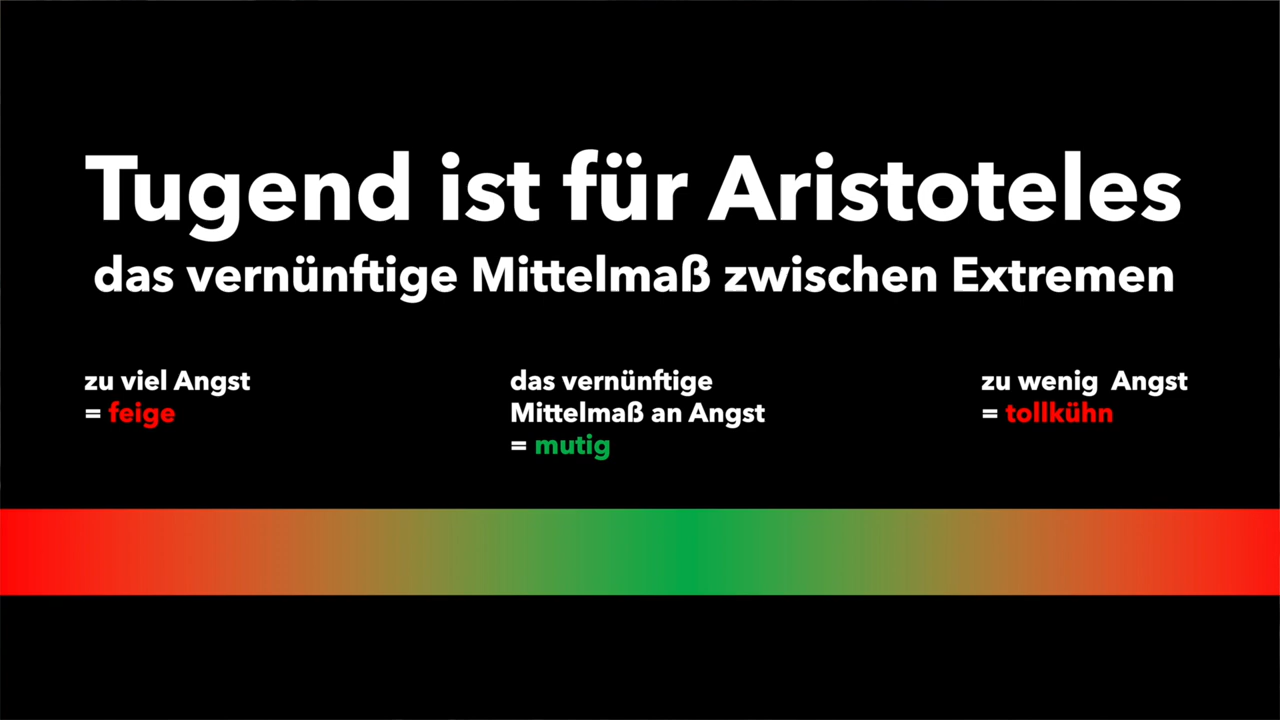 Tugend ist für Aristoteles
das vernünftige Mittelmaß zwischen Extremen
zu viel Angst
= feige
das vernünftige
Mittelmaß an Angst
= mutig
zu wenig Angst
= tollkühn